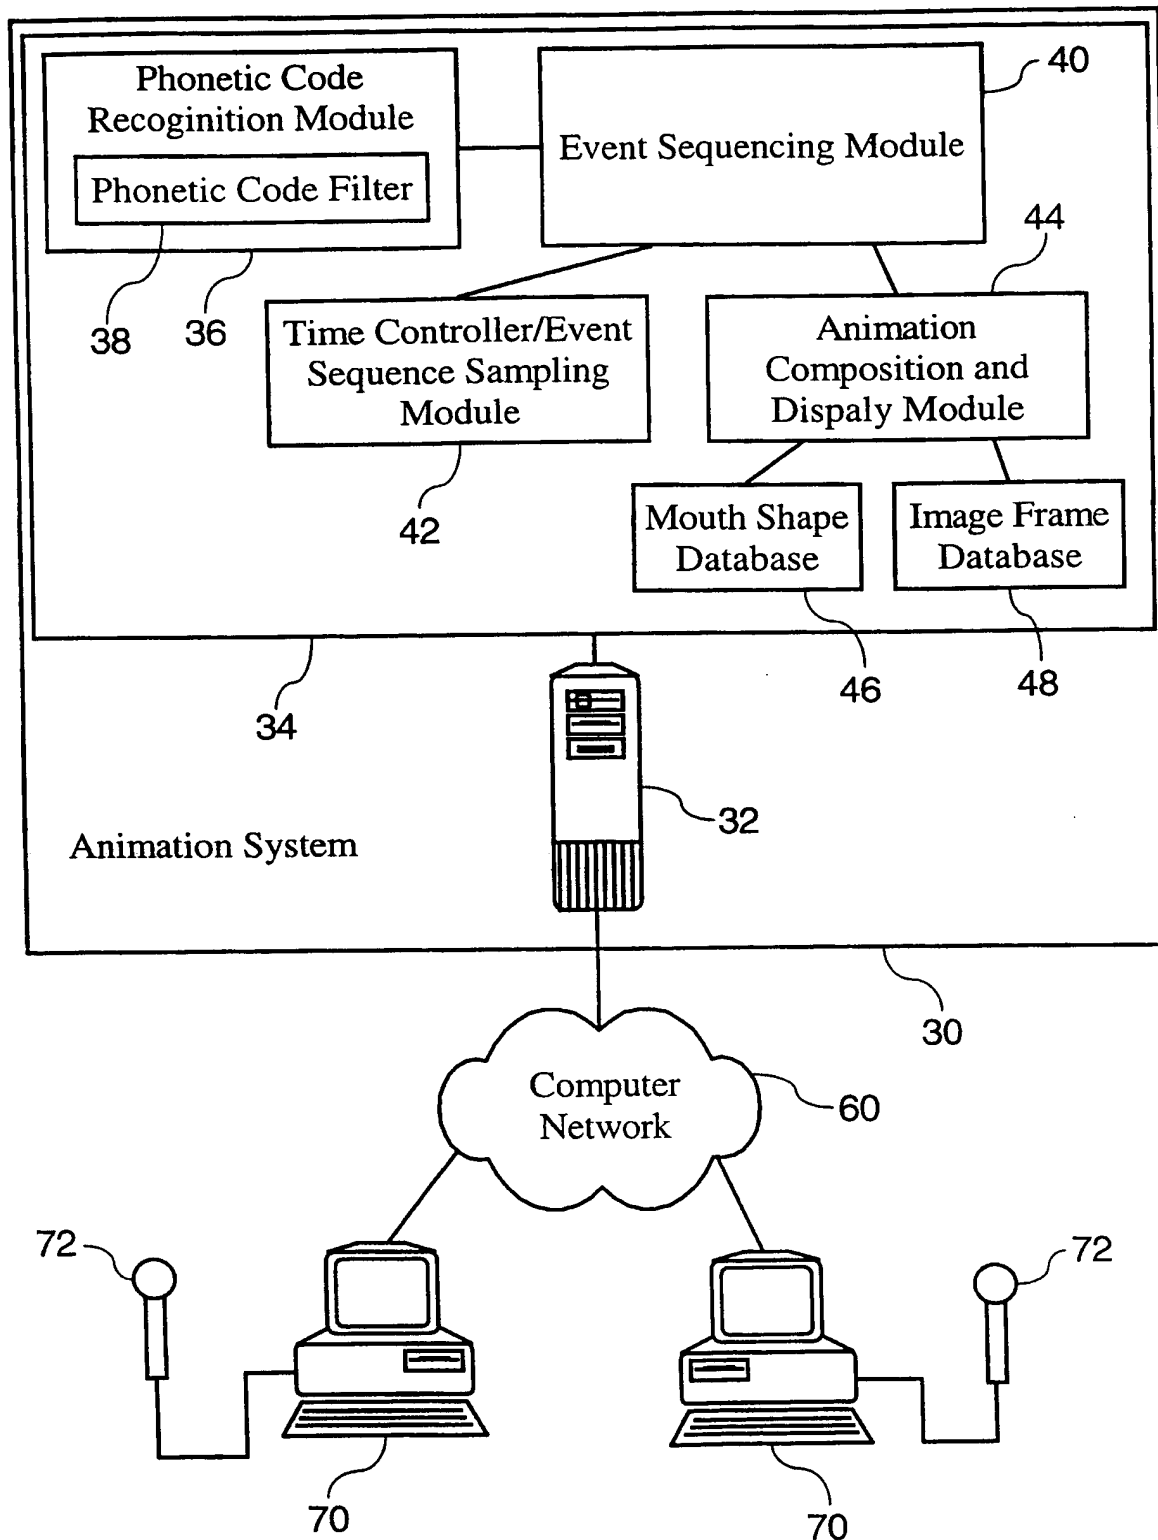 Phonetic Code
Recoginition Module
Phonetic Code Filter
Event Sequencing Module
40
44
38
36
Time Controller/Event
Sequence Sampling
Module
Animation
Composition and
Dispaly Module
42
Mouth Shape
Database
Image Frame
Database
46
48
34
32
Animation System
30
Computer
Network
60
72
72
70
70